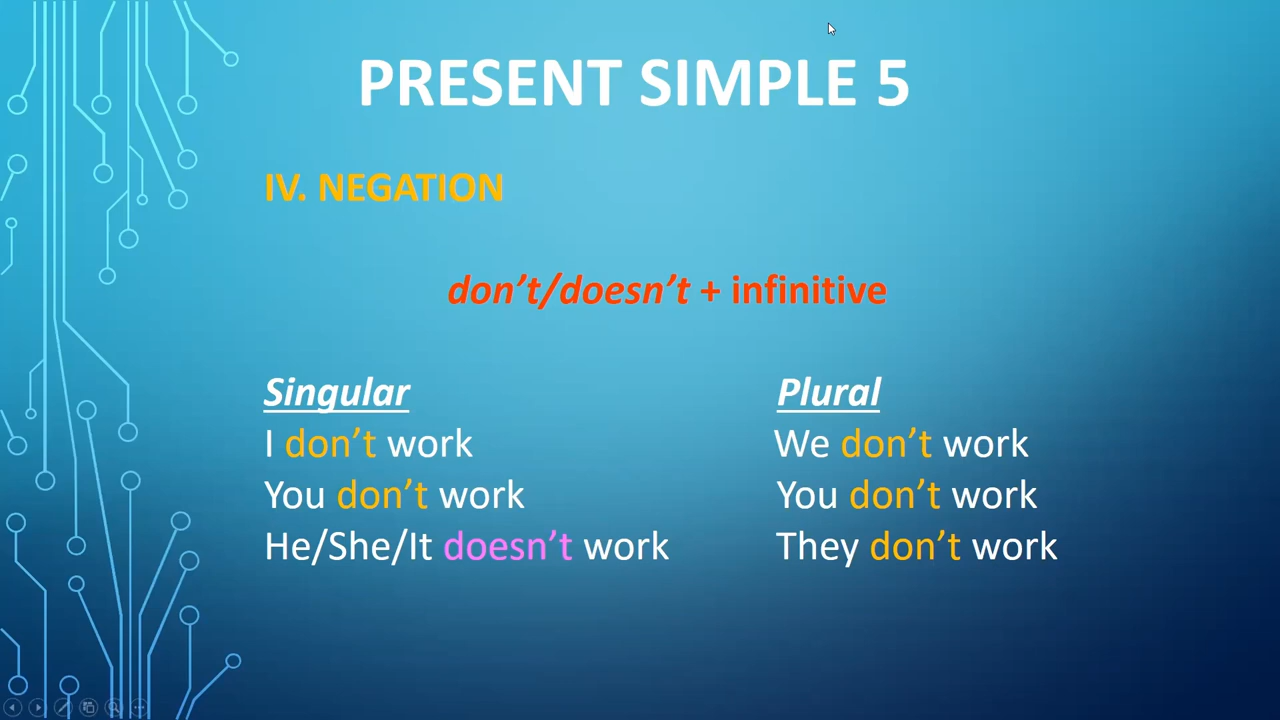 PRESENT SIMPLE 5
IV. NEGATION
don’t/doesn’t + infinitive
Singular
I don’t work
You don’t work
He/She/It doesn’t work
Plural
We don’t work
You don’t work
They don’t work